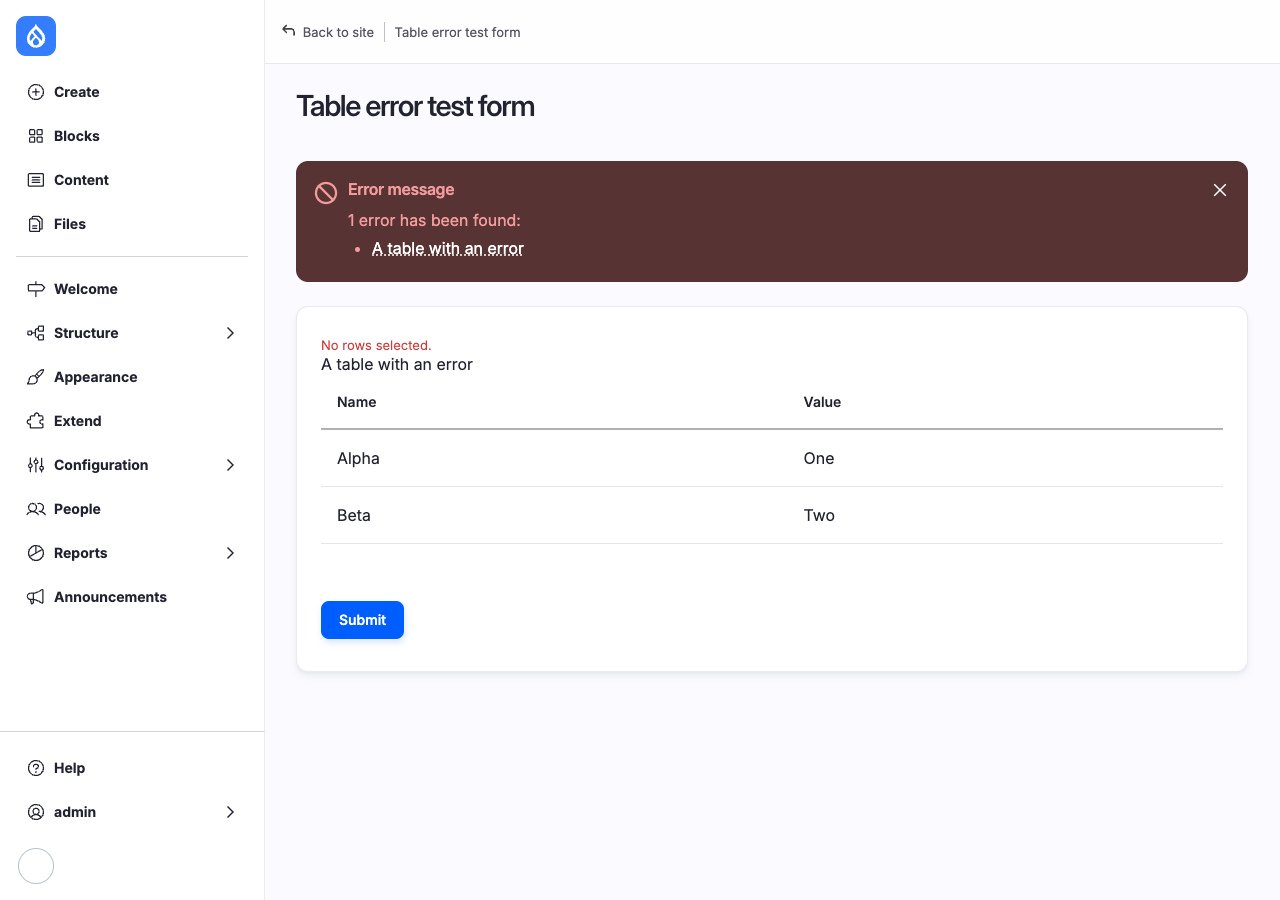 Back to site
Table error test form
Create
Blocks
Content
Files
Welcome
Structure
Appearance
Extend
Configuration
People
Reports
Announcements
Help
admin
Table error test form
Error message
1 error has been found:
A table with an error
No rows selected.
A table with an error
Name Value
Alpha One
Beta Two
Submit